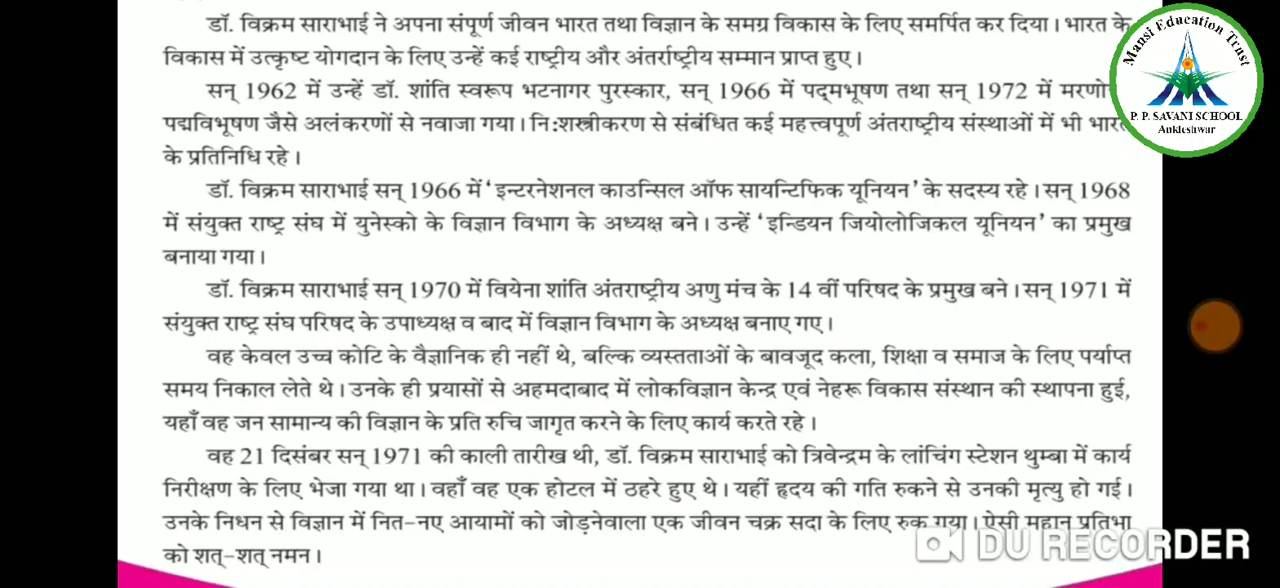 डॉ. विक्रम साराभाई ने अपना संपूर्ण जीवन भारत तथा विज्ञान के समग्र विकास के लिए समर्पित कर दिया। भारत के
विकास में उत्कृष्ट योगदान के लिए उन्हें कई राष्ट्रीय और अंतर्राष्ट्रीय सम्मान प्राप्त हुए।
सन् 1962 में उन्हें डॉ. शांति स्वरूप भटनागर पुरस्कार, सन् 1966 में पद्मभूषण तथा सन् 1972 में
पद्मविभूषण जैसे अलंकरणों से नवाजा गया। नि:शस्त्रीकरण से संबंधित कई महत्त्वपूर्ण अंतराष्ट्रीय संस्थाओं में भी भारत
के प्रतिनिधि रहे।
डॉ. विक्रम साराभाई सन् 1966 में ‘इन्टरनेशनल काउन्सिल ऑफ सायन्टिफिक यूनियन’ के सदस्य रहे। सन् 1968
में संयुक्त राष्ट्र संघ में युनेस्को के विज्ञान विभाग के अध्यक्ष बने। उन्हें ‘इन्डियन जियोलोजिकल यूनियन’ का प्रमुख
बनाया गया।
डॉ. विक्रम साराभाई सन् 1970 में वियेना शांति अंतराष्ट्रीय अणु मंच के 14 वीं परिषद के प्रमुख बने। सन् 1971 में
संयुक्त राष्ट्र संघ परिषद के उपाध्यक्ष व बाद में विज्ञान विभाग के अध्यक्ष बनाए गए।
वह केवल उच्च कोटि के वैज्ञानिक ही नहीं थे, बल्कि व्यस्तताओं के बावजूद कला, शिक्षा व समाज के लिए पर्याप्त
समय निकाल लेते थे। उनके ही प्रयासों से अहमदाबाद में लोकविज्ञान केन्द्र एवं नेहरू विकास संस्थान की स्थापना हुई,
यहाँ वह जन सामान्य की विज्ञान के प्रति रुचि जागृत करने के लिए कार्य करते रहे।
वह 21 दिसंबर सन् 1971 की काली तारीख थी, डॉ. विक्रम साराभाई को त्रिवेन्द्रम के लांचिंग स्टेशन थुम्बा में कार्य
निरीक्षण के लिए भेजा गया था। वहाँ वह एक होटल में ठहरे हुए थे। यहीं हृदय की गति रुकने से उनकी मृत्यु हो गई।
उनके निधन से विज्ञान में नित-नए आयामों को जोड़नेवाला एक जीवन चक्र सदा के लिए रुक गया। ऐसी महान प्रतिभा
को शत्-शत् नमन।
Mansi Education Trust
P. P. SAVANI SCHOOL
Ankleshwar
DU RECORDER